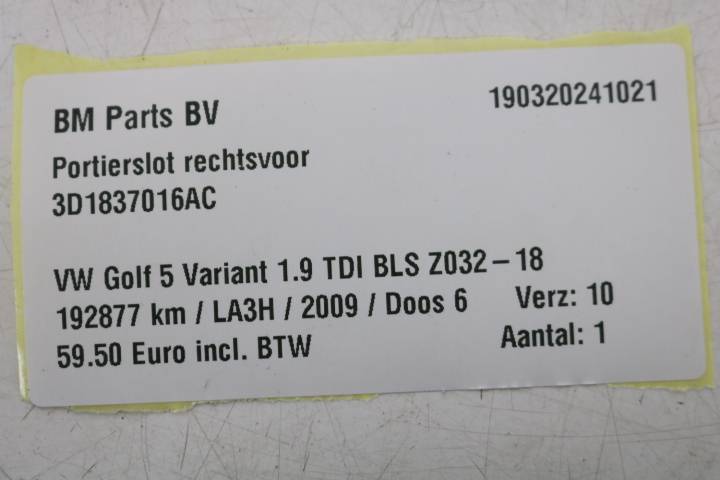 BM Parts BV 190320241021
Portierslot rechtsvoor
3D1837016AC
VW Golf 5 Variant 1.9 TDI BLS Z032-18
192877 km / LA3H / 2009 / Doos 6 Verz: 10
59.50 Euro incl. BTW Aantal: 1